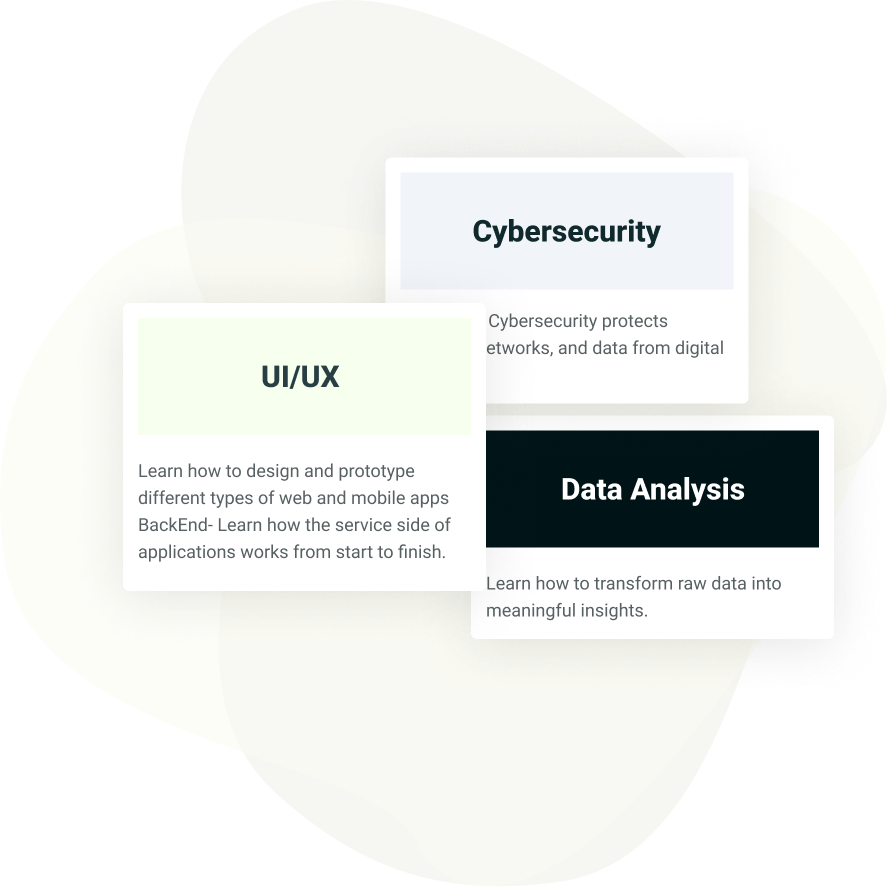 Cybersecurity
Cybersecurity protects
etworks, and data from digital
UI/UX
Learn how to design and prototype
different types of web and mobile apps
BackEnd- Learn how the service side of
applications works from start to finish.
Data Analysis
Learn how to transform raw data into
meaningful insights.